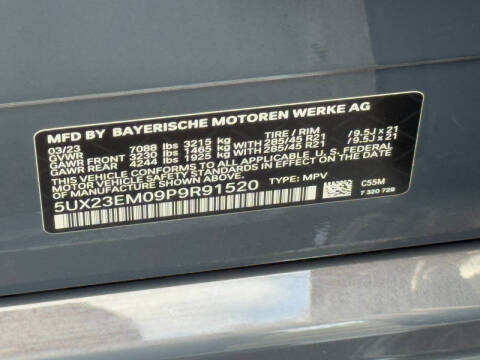 MFD BY BAYERISCHE MOTOREN WERKE AG
03/23 TIRE / RIM
GVWR 7088 lbs 3215 kg
GAWR FRONT 3230 lbs 1465 kg 285/45 R21 / 9.5J x 21
GAWR REAR 4244 lbs 1925 kg 285/45 R21 / 9.5J x 21
THIS VEHICLE CONFORMS TO ALL APPLICABLE FEDERAL
MOTOR VEHICLE SAFETY STANDARDS IN EFFECT ON THE DATE
OF MANUFACTURE SHOWN ABOVE.
5UX23EM09P9R91520 TYPE: MPV
C55M
7 320 728